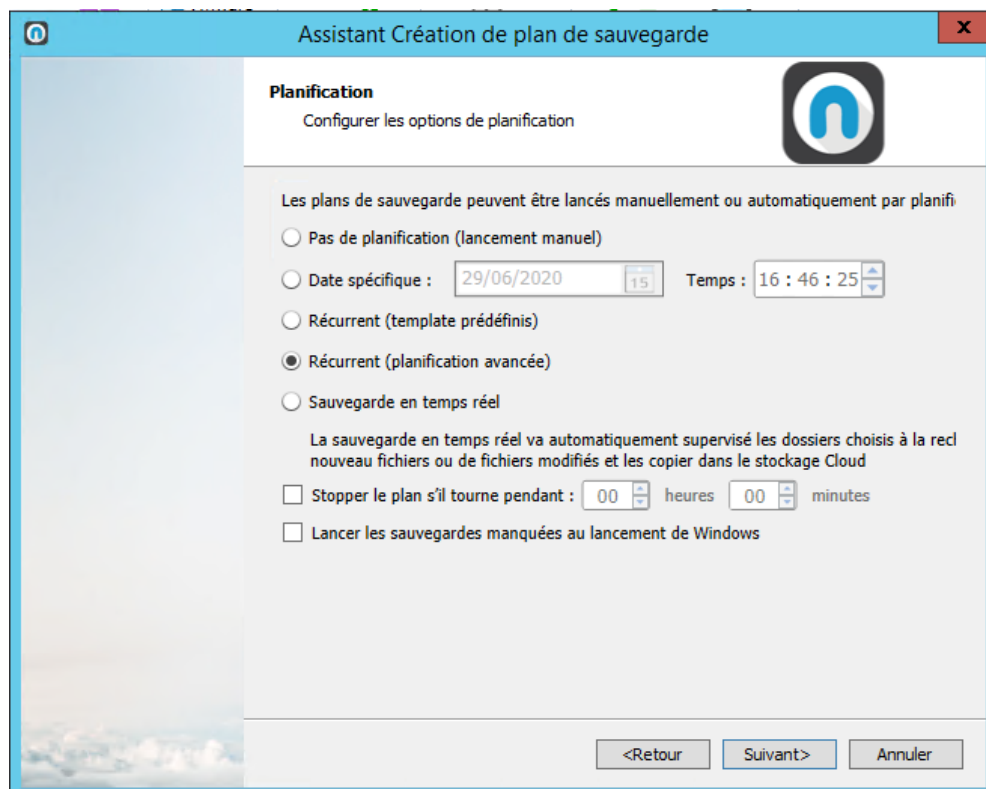 Assistant Création de plan de sauvegarde
x
Planification
Configurer les options de planification
Les plans de sauvegarde peuvent être lancés manuellement ou automatiquement par planifi
Pas de planification (lancement manuel)
Date spécifique : 29/06/2020 15 Temps : 16 : 46 : 25
Récurrent (template prédéfinis)
Récurrent (planification avancée)
Sauvegarde en temps réel
La sauvegarde en temps réel va automatiquement supervisé les dossiers choisis à la recl
nouveau fichiers ou de fichiers modifiés et les copier dans le stockage Cloud
Stopper le plan s'il tourne pendant : 00 heures 00 minutes
Lancer les sauvegardes manquées au lancement de Windows
<Retour Suivant> Annuler